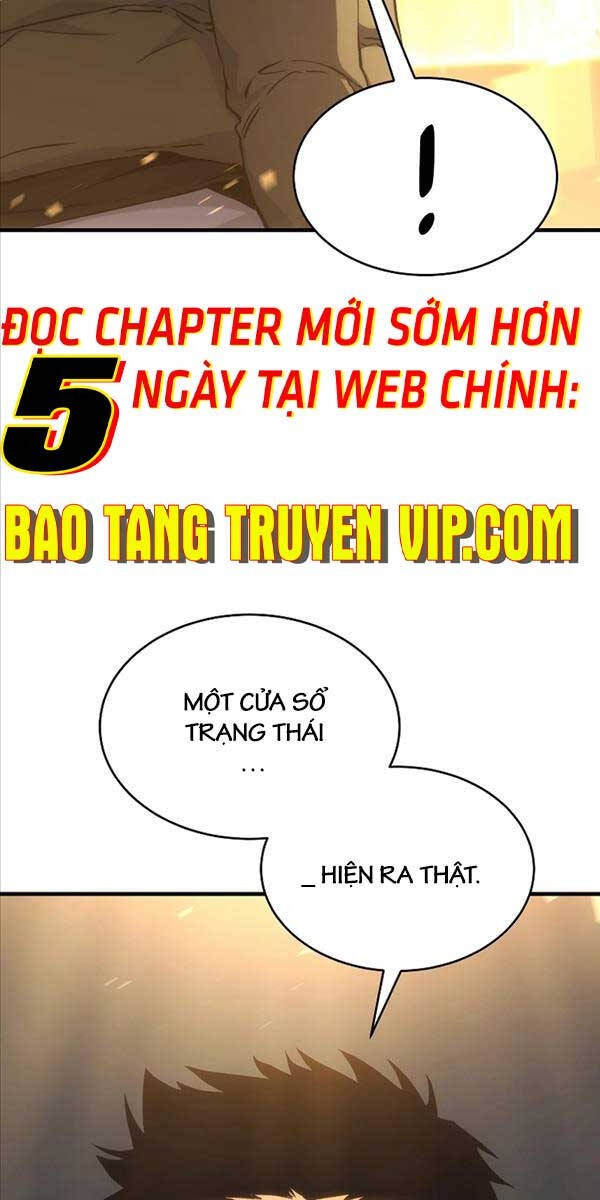 !
ĐỌC CHAPTER MỚI SỚM HƠN
5 NGÀY TẠI WEB CHÍNH:
BAO TANG TRUYEN VIP.COM
MỘT CỬA SỔ
TRẠNG THÁI
...
_ HIỆN RA THẬT.